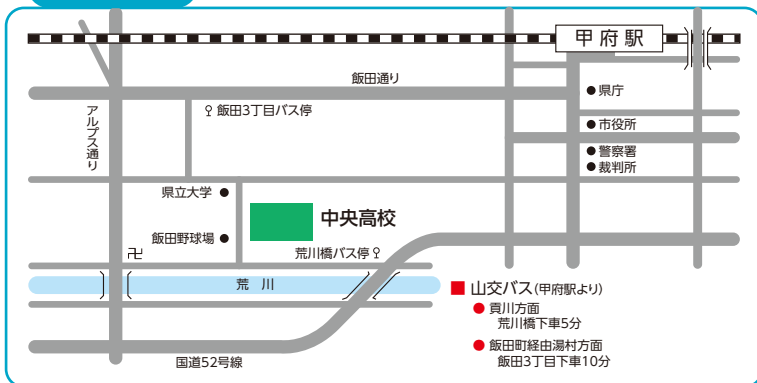 甲府駅
飯田通り
県庁
アルプス通り
飯田3丁目バス停
市役所
警察署
裁判所
県立大学
中央高校
飯田野球場
卍
荒川橋バス停
荒川
山交バス(甲府駅より)
貢川方面
荒川橋下車5分
飯田町経由湯村方面
飯田3丁目下車10分
国道52号線